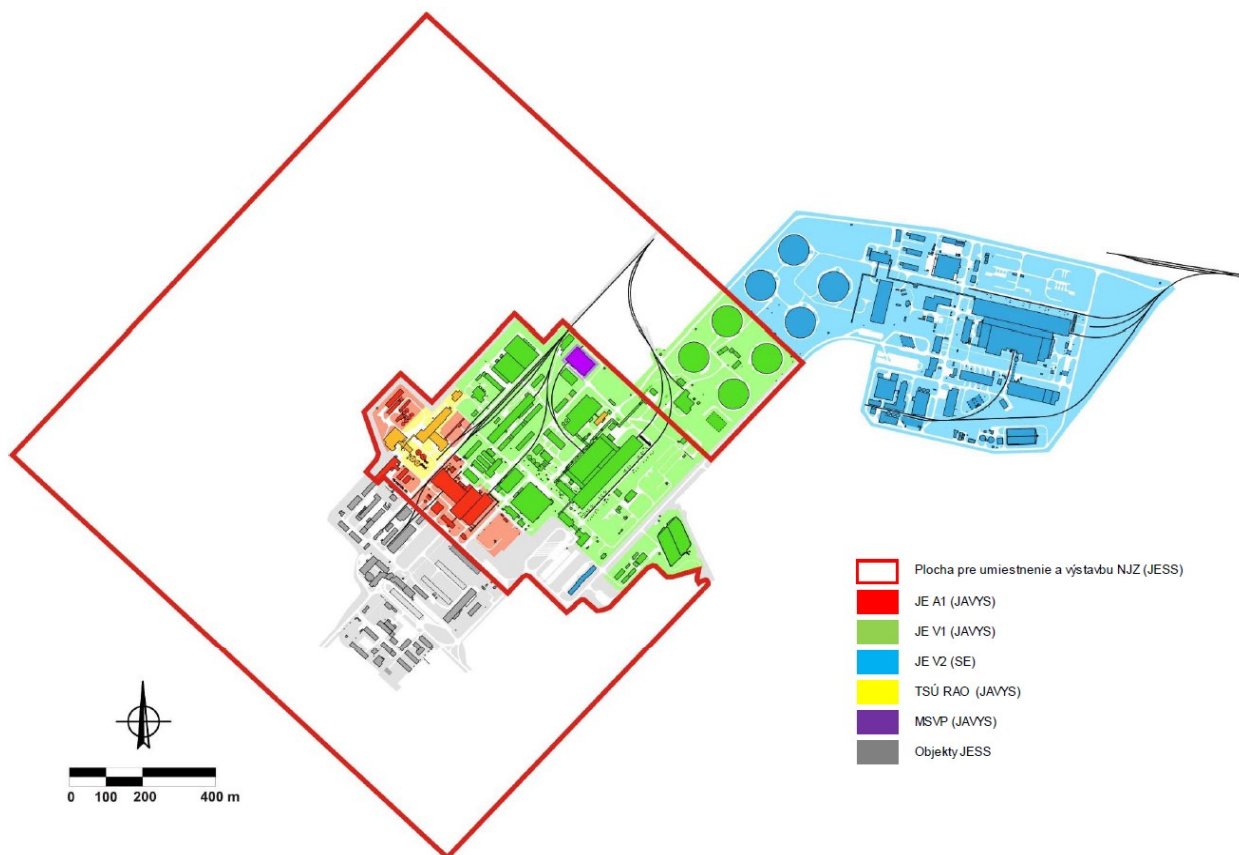 Plocha pre umiestnenie a výstavbu NJZ (JESS)
JE A1 (JAVYS)
JE V1 (JAVYS)
JE V2 (SE)
TSÚ RAO (JAVYS)
MSVP (JAVYS)
Objekty JESS
0 100 200 400 m